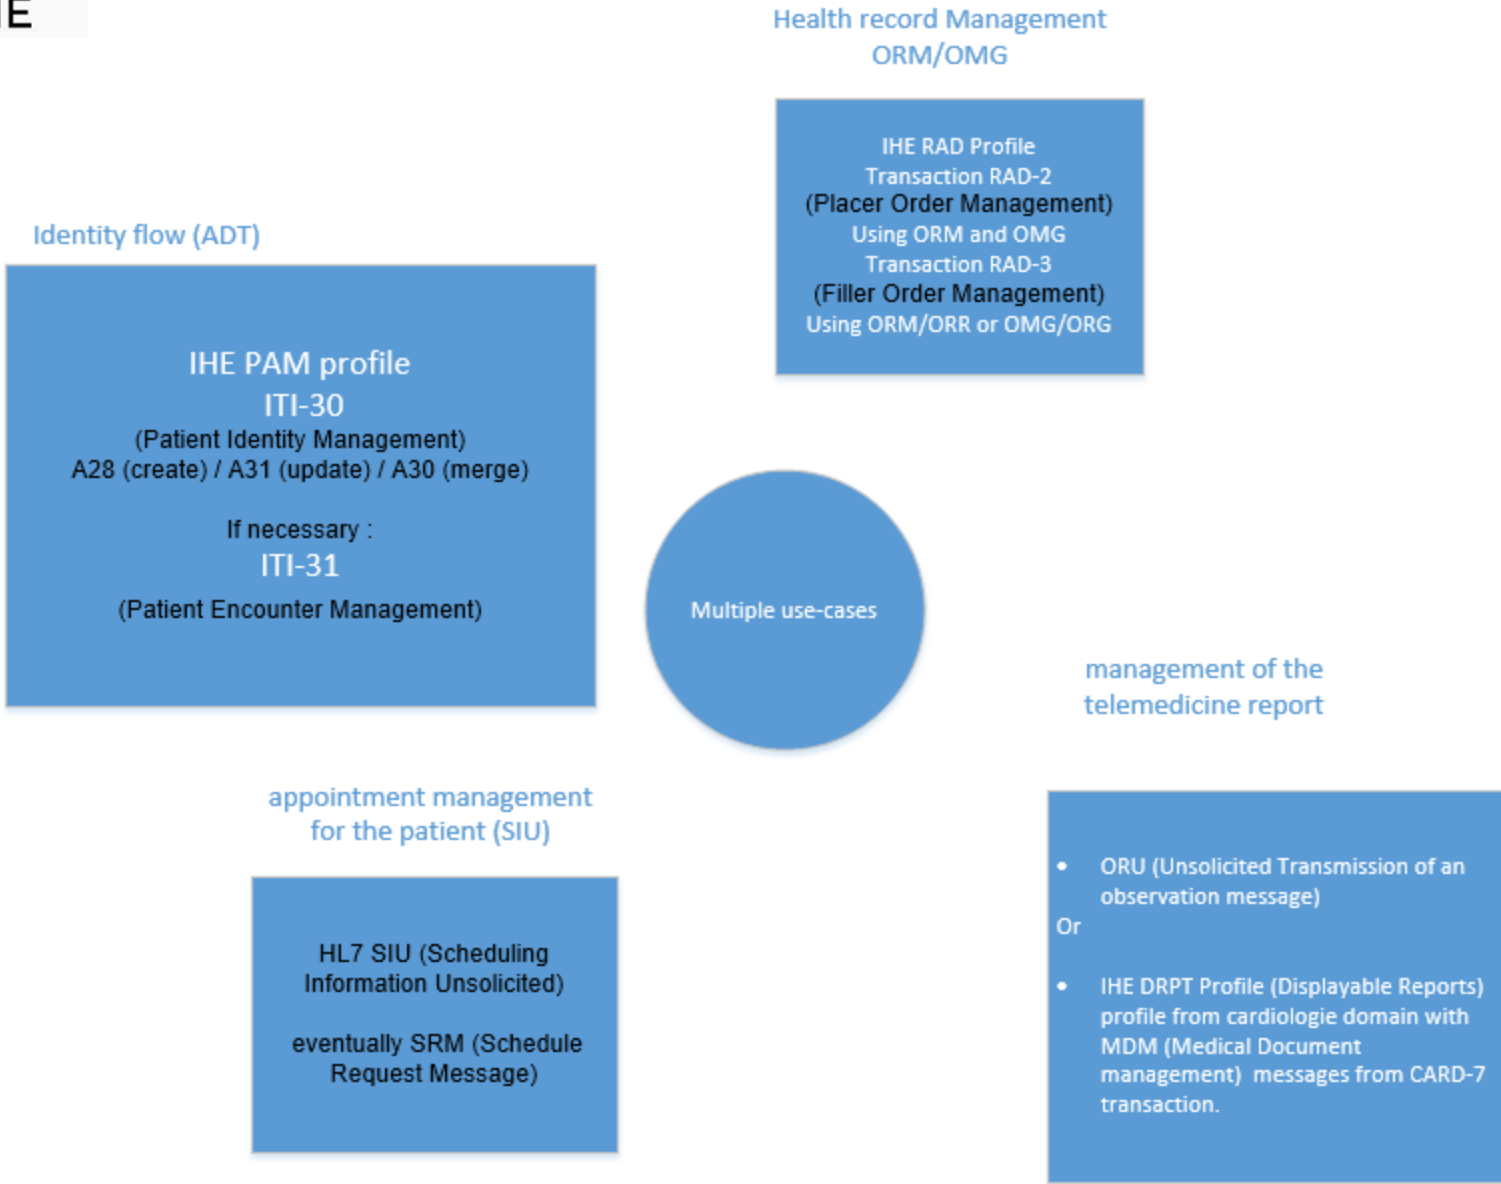 Health record Management
ORM/OMG
IHE RAD Profile
Transaction RAD-2
(Placer Order Management)
Using ORM and OMG
Transaction RAD-3
(Filler Order Management)
Using ORM/ORR or OMG/ORG
Identity flow (ADT)
IHE PAM profile
ITI-30
(Patient Identity Management)
A28 (create) / A31 (update) / A30 (merge)
If necessary :
ITI-31
(Patient Encounter Management)
Multiple use-cases
management of the
telemedicine report
appointment management
for the patient (SIU)
HL7 SIU (Scheduling
Information Unsolicited)
eventually SRM (Schedule
Request Message)
• ORU (Unsolicited Transmission of an
observation message)
Or
• IHE DRPT Profile (Displayable Reports)
profile from cardiologie domain with
MDM (Medical Document
management) messages from CARD-7
transaction.